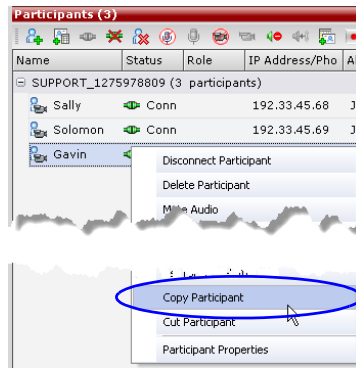 Participants (3)
Name Status Role IP Address/Pho
SUPPORT_1275978809 (3 participants)
Sally Conn 192.33.45.68 J
Solomon Conn 192.33.45.69 J
Gavin
Disconnect Participant
Delete Participant
Mute Audio
Copy Participant
Cut Participant
Participant Properties